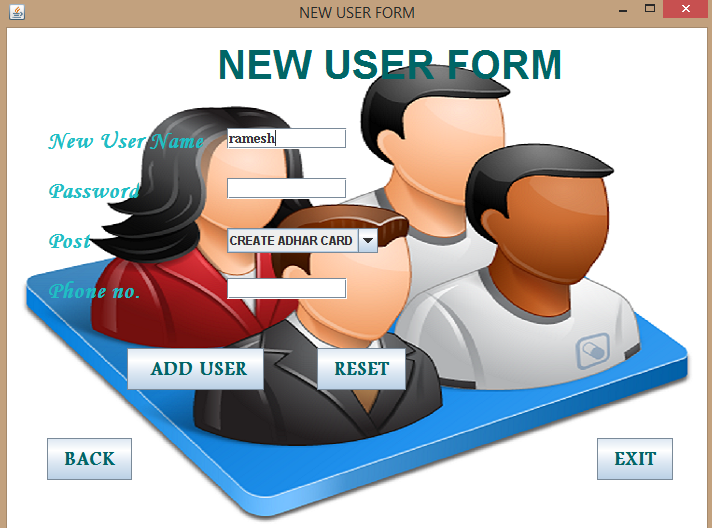 NEW USER FORM
NEW USER FORM
New User Name ramesh
Password
Post CREATE ADHAR CARD
Phone no.
ADD USER RESET
BACK EXIT